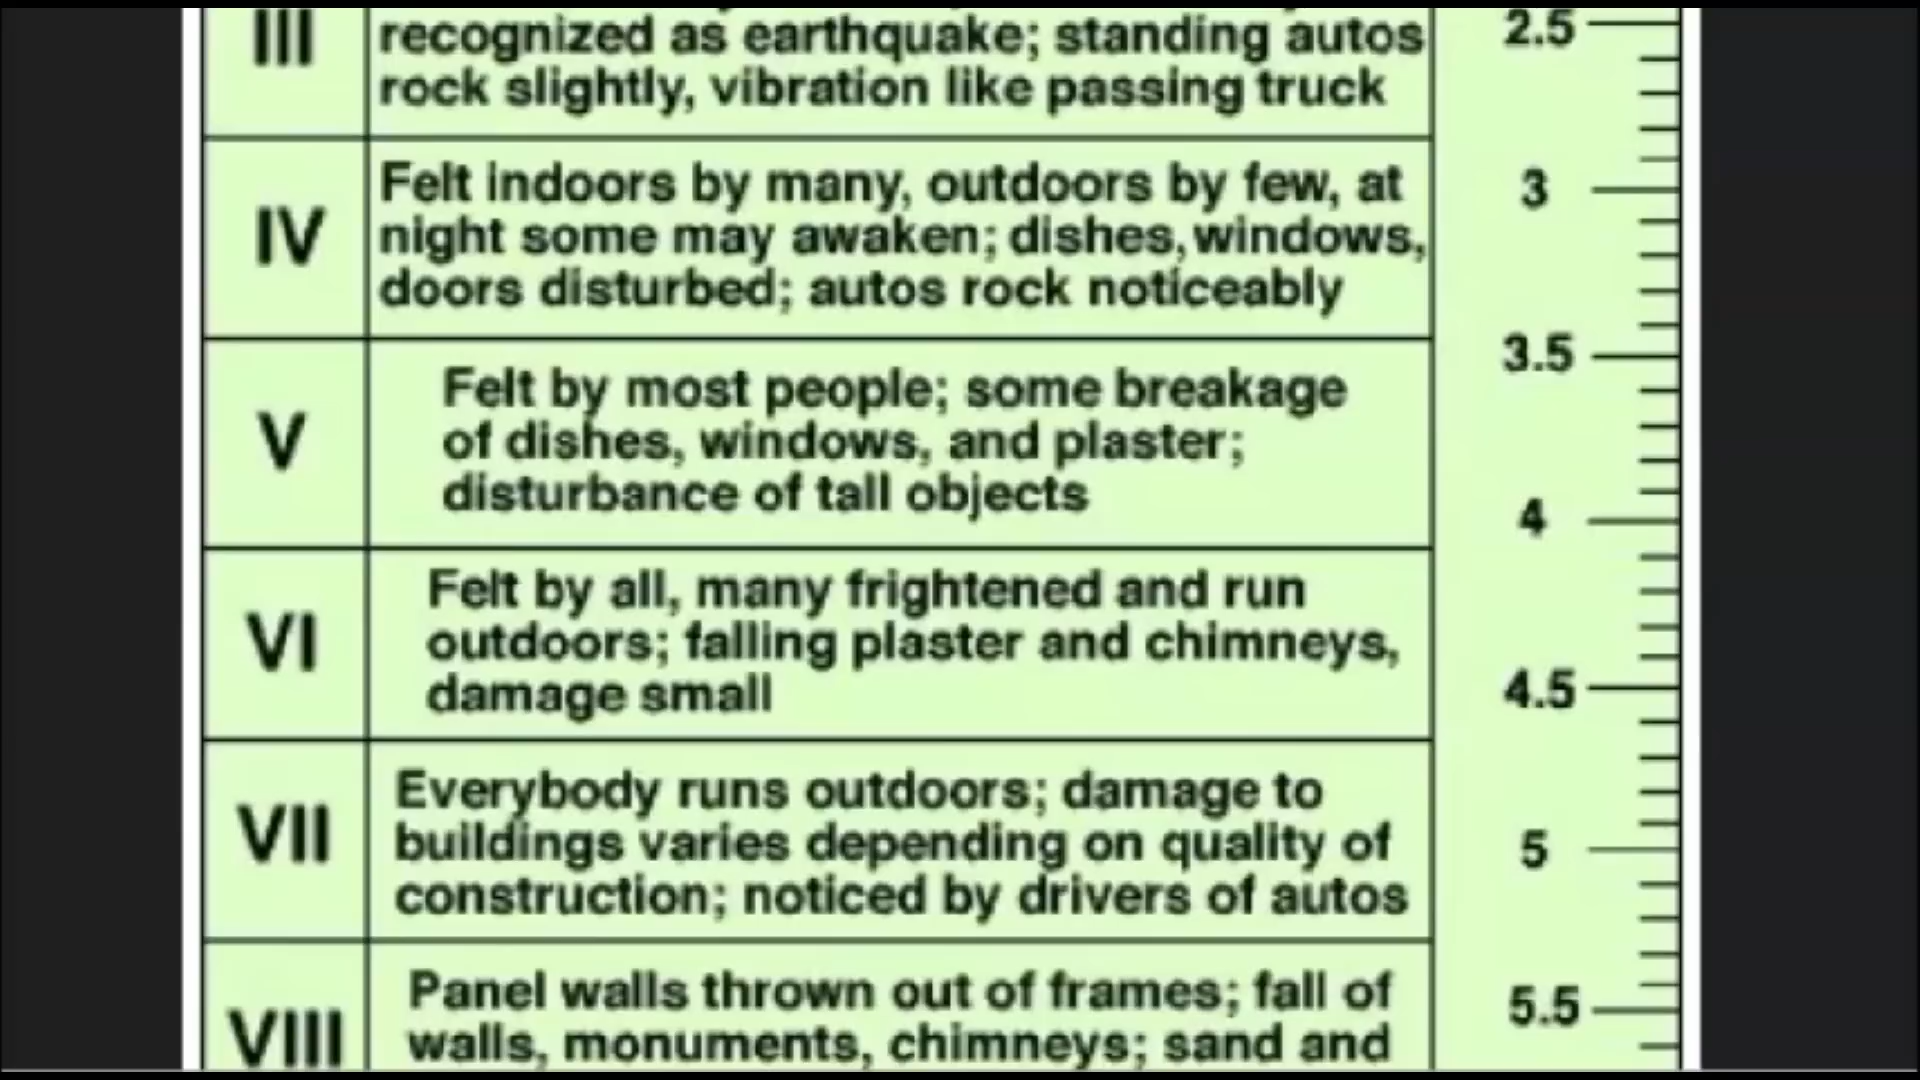 III
recognized as earthquake; standing autos
rock slightly, vibration like passing truck
2.5
IV
Felt indoors by many, outdoors by few, at
night some may awaken; dishes, windows,
doors disturbed; autos rock noticeably
3
V
Felt by most people; some breakage
of dishes, windows, and plaster;
disturbance of tall objects
3.5
4
VI
Felt by all, many frightened and run
outdoors; falling plaster and chimneys,
damage small
4.5
VII
Everybody runs outdoors; damage to
buildings varies depending on quality of
construction; noticed by drivers of autos
5
VIII
Panel walls thrown out of frames; fall of
walls, monuments, chimneys; sand and
5.5